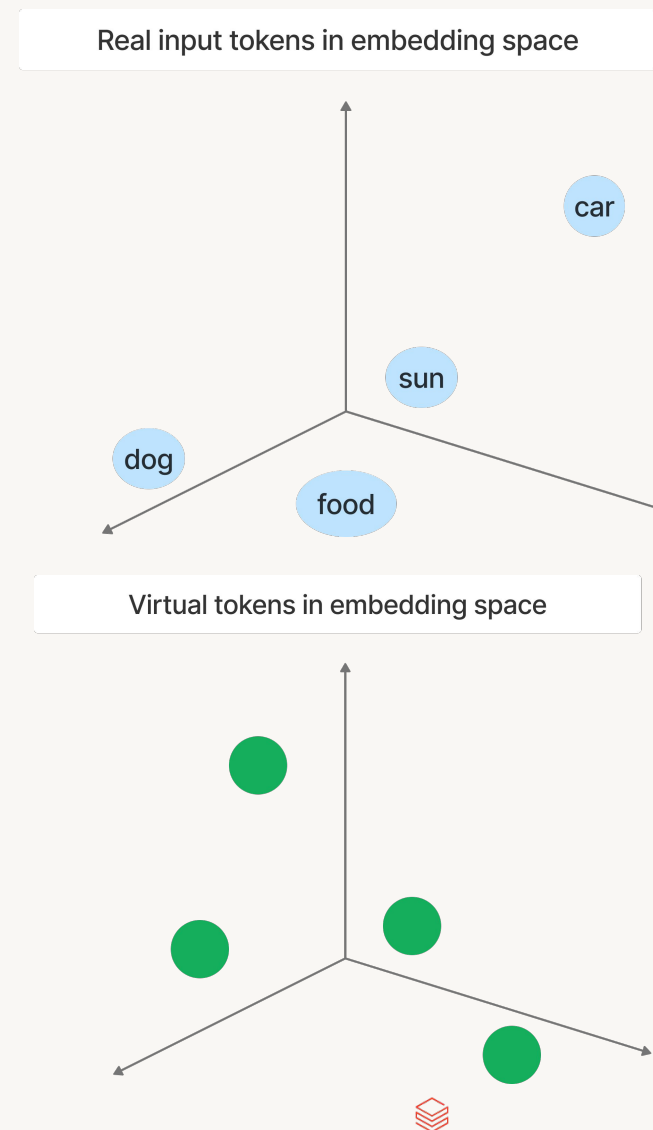 Real input tokens in embedding space
car
sun
dog
food
Virtual tokens in embedding space